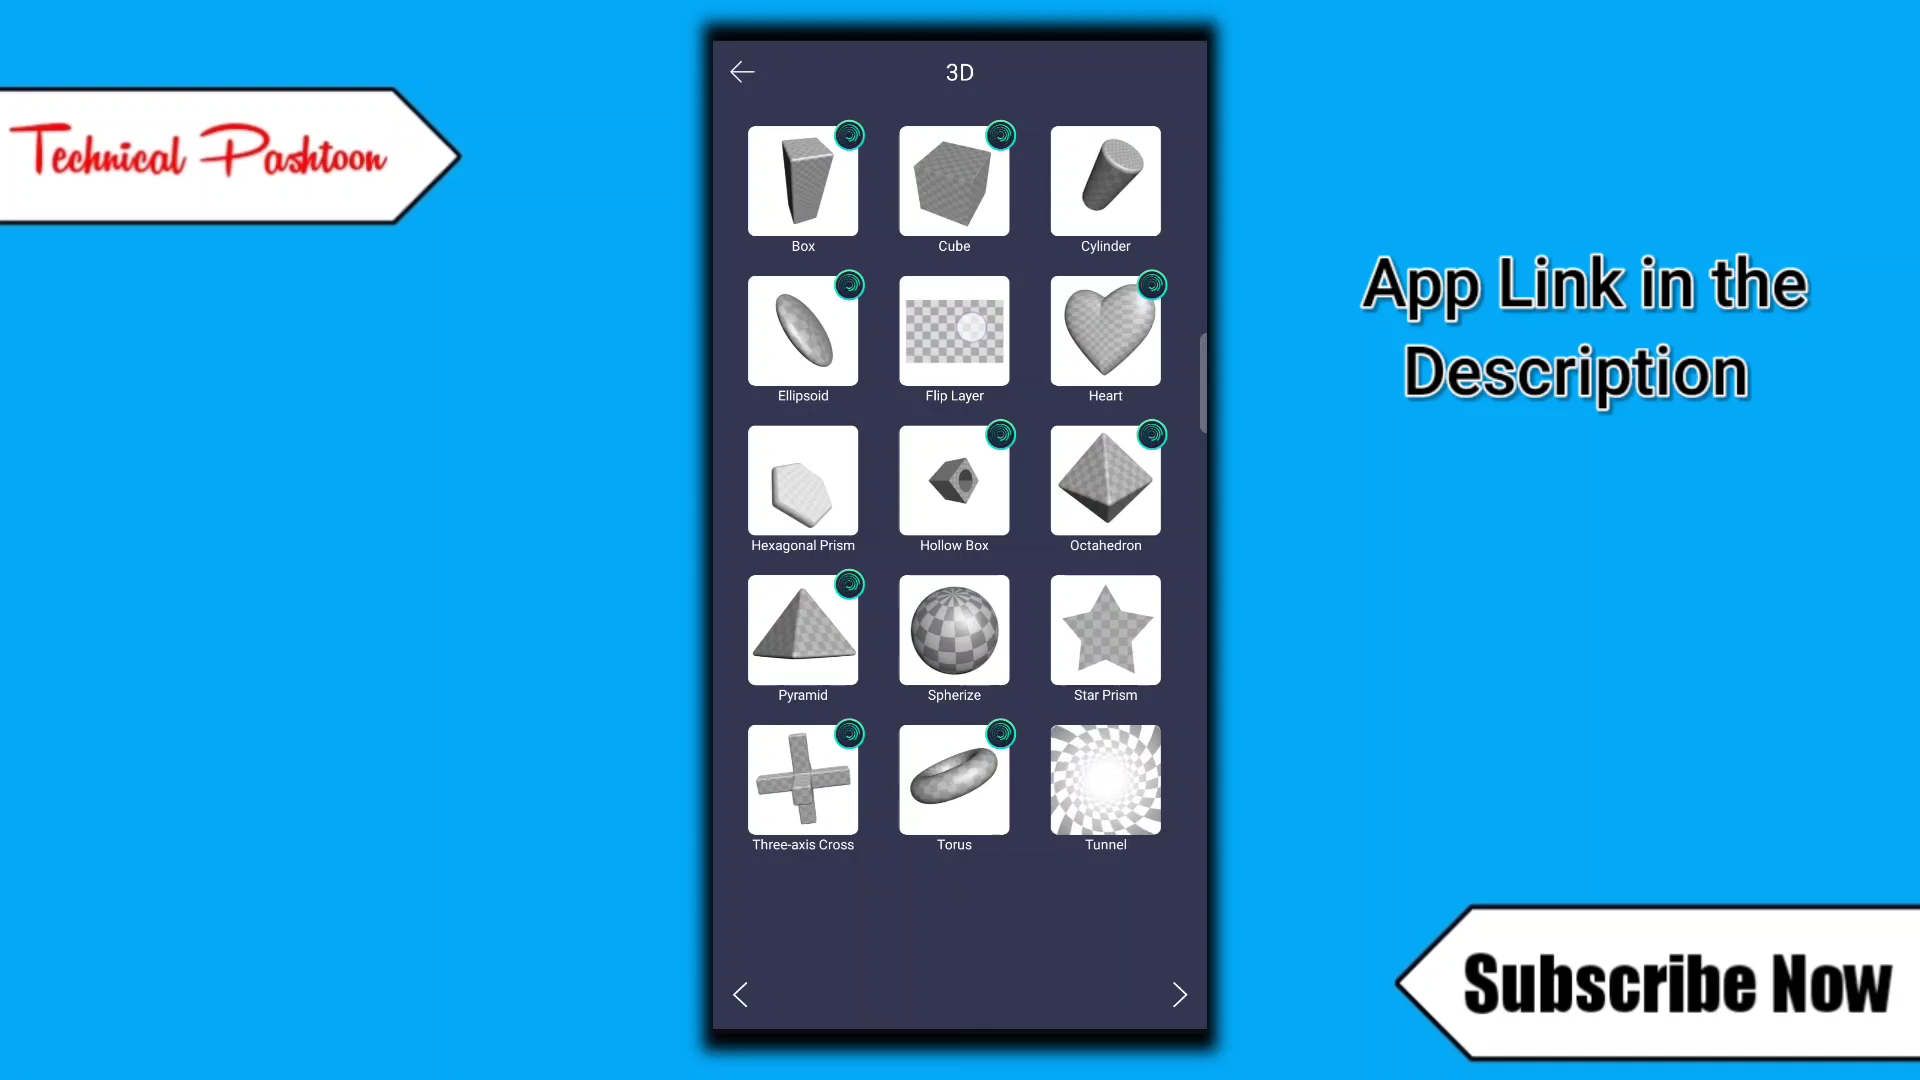 Technical Pashtoon
3D
Box
Cube
Cylinder
Ellipsoid
Flip Layer
Heart
Hexagonal Prism
Hollow Box
Octahedron
Pyramid
Spherize
Star Prism
Three-axis Cross
Torus
Tunnel
App Link in the
Description
Subscribe Now